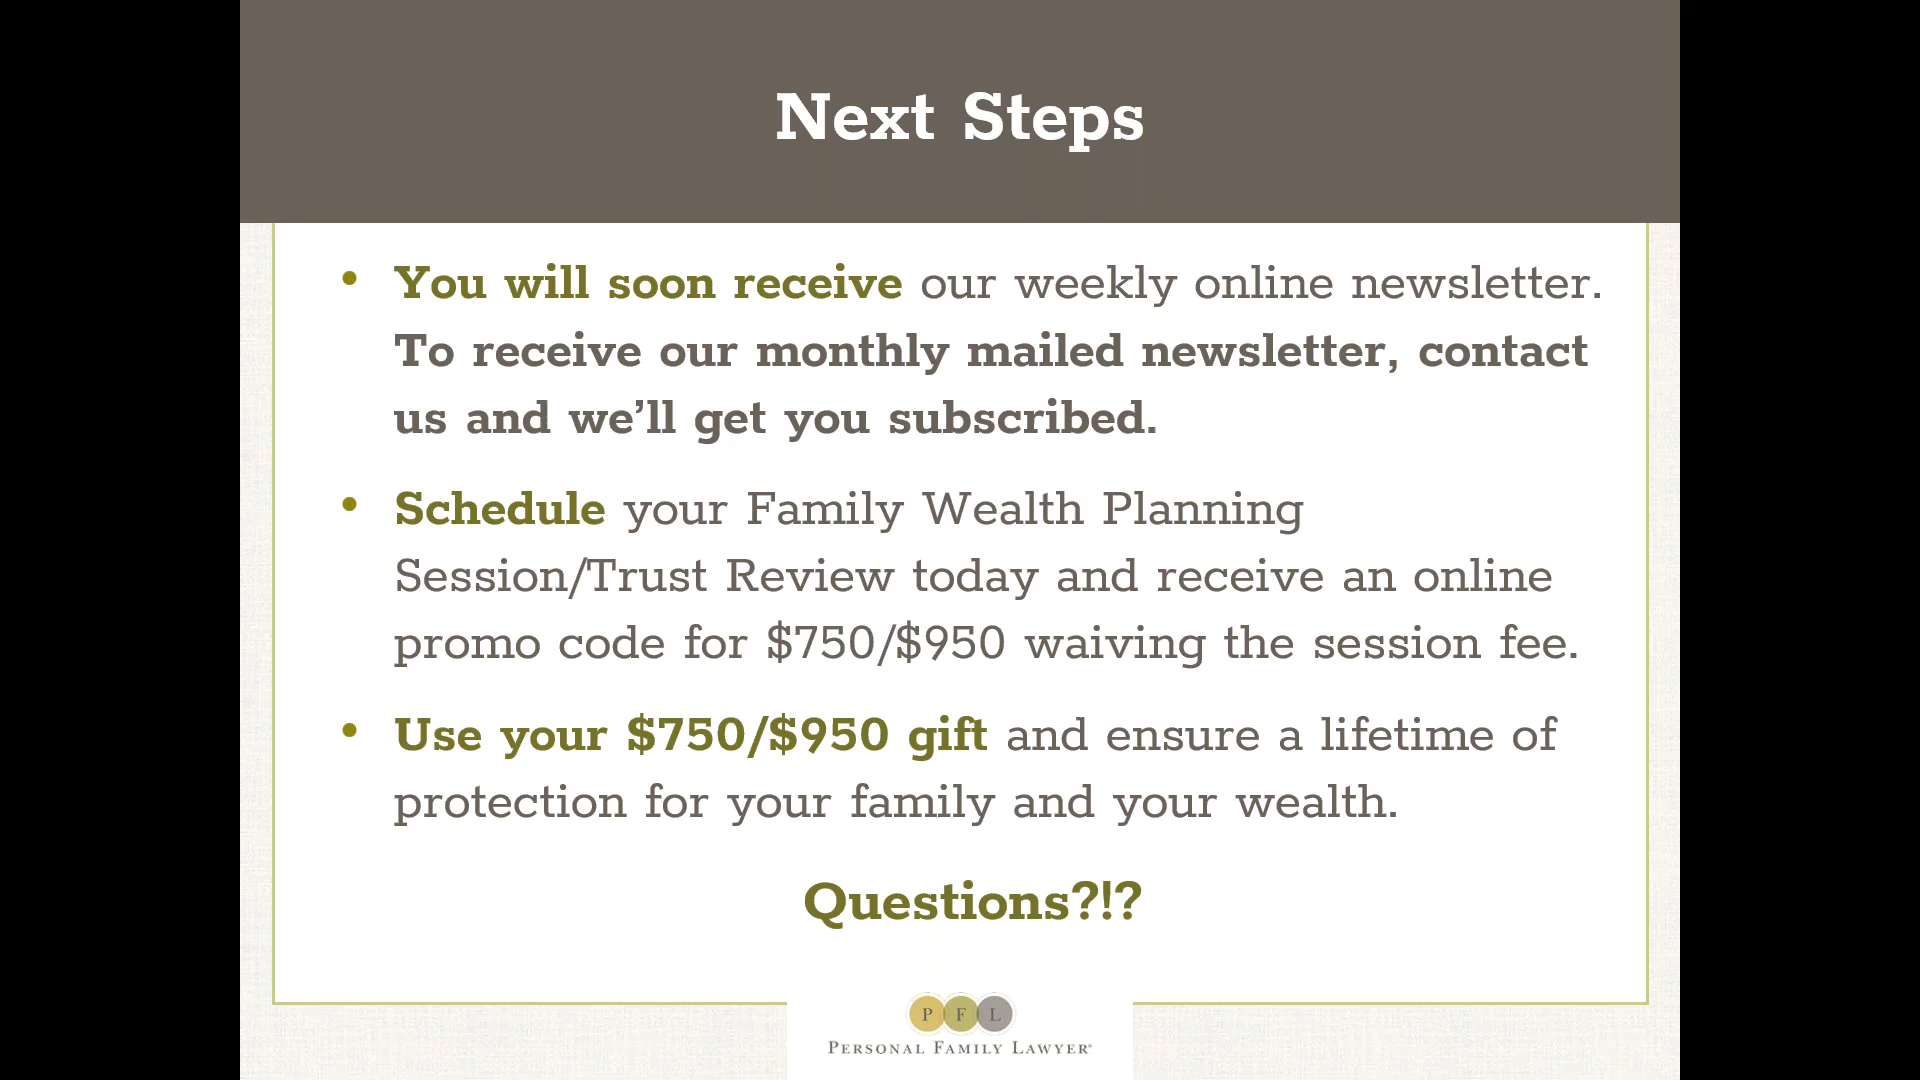 Next Steps
• You will soon receive our weekly online newsletter.
To receive our monthly mailed newsletter, contact
us and we’ll get you subscribed.
• Schedule your Family Wealth Planning
Session/Trust Review today and receive an online
promo code for $750/$950 waiving the session fee.
• Use your $750/$950 gift and ensure a lifetime of
protection for your family and your wealth.
Questions?!?
P F L
PERSONAL FAMILY LAWYER®